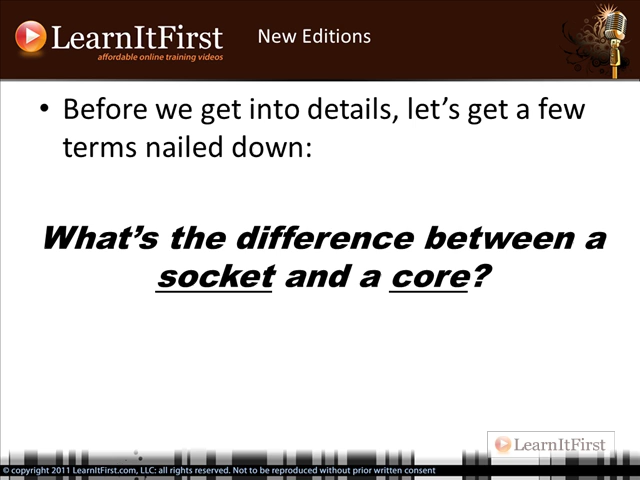 LearnItFirst
affordable online training videos
New Editions
• Before we get into details, let’s get a few
terms nailed down:
What’s the difference between a
socket and a core?
LearnItFirst
© copyright 2011 LearnItFirst.com, LLC: all rights reserved. Not to be reproduced without prior written consent